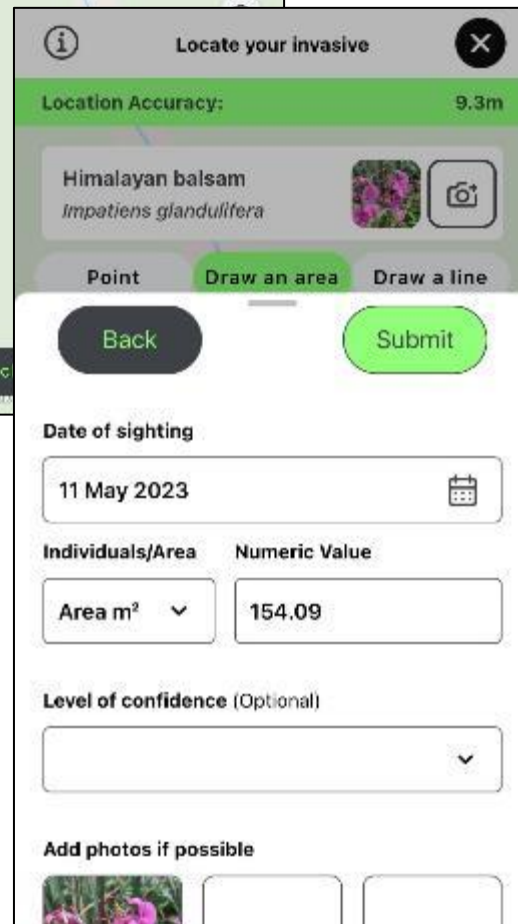 Locate your invasive
Location Accuracy: 9.3m
Himalayan balsam
Impatiens glandulifera
Point Draw an area Draw a line
Back Submit
Date of sighting
11 May 2023
Individuals/Area Numeric Value
Area m² 154.09
Level of confidence (Optional)
Add photos if possible